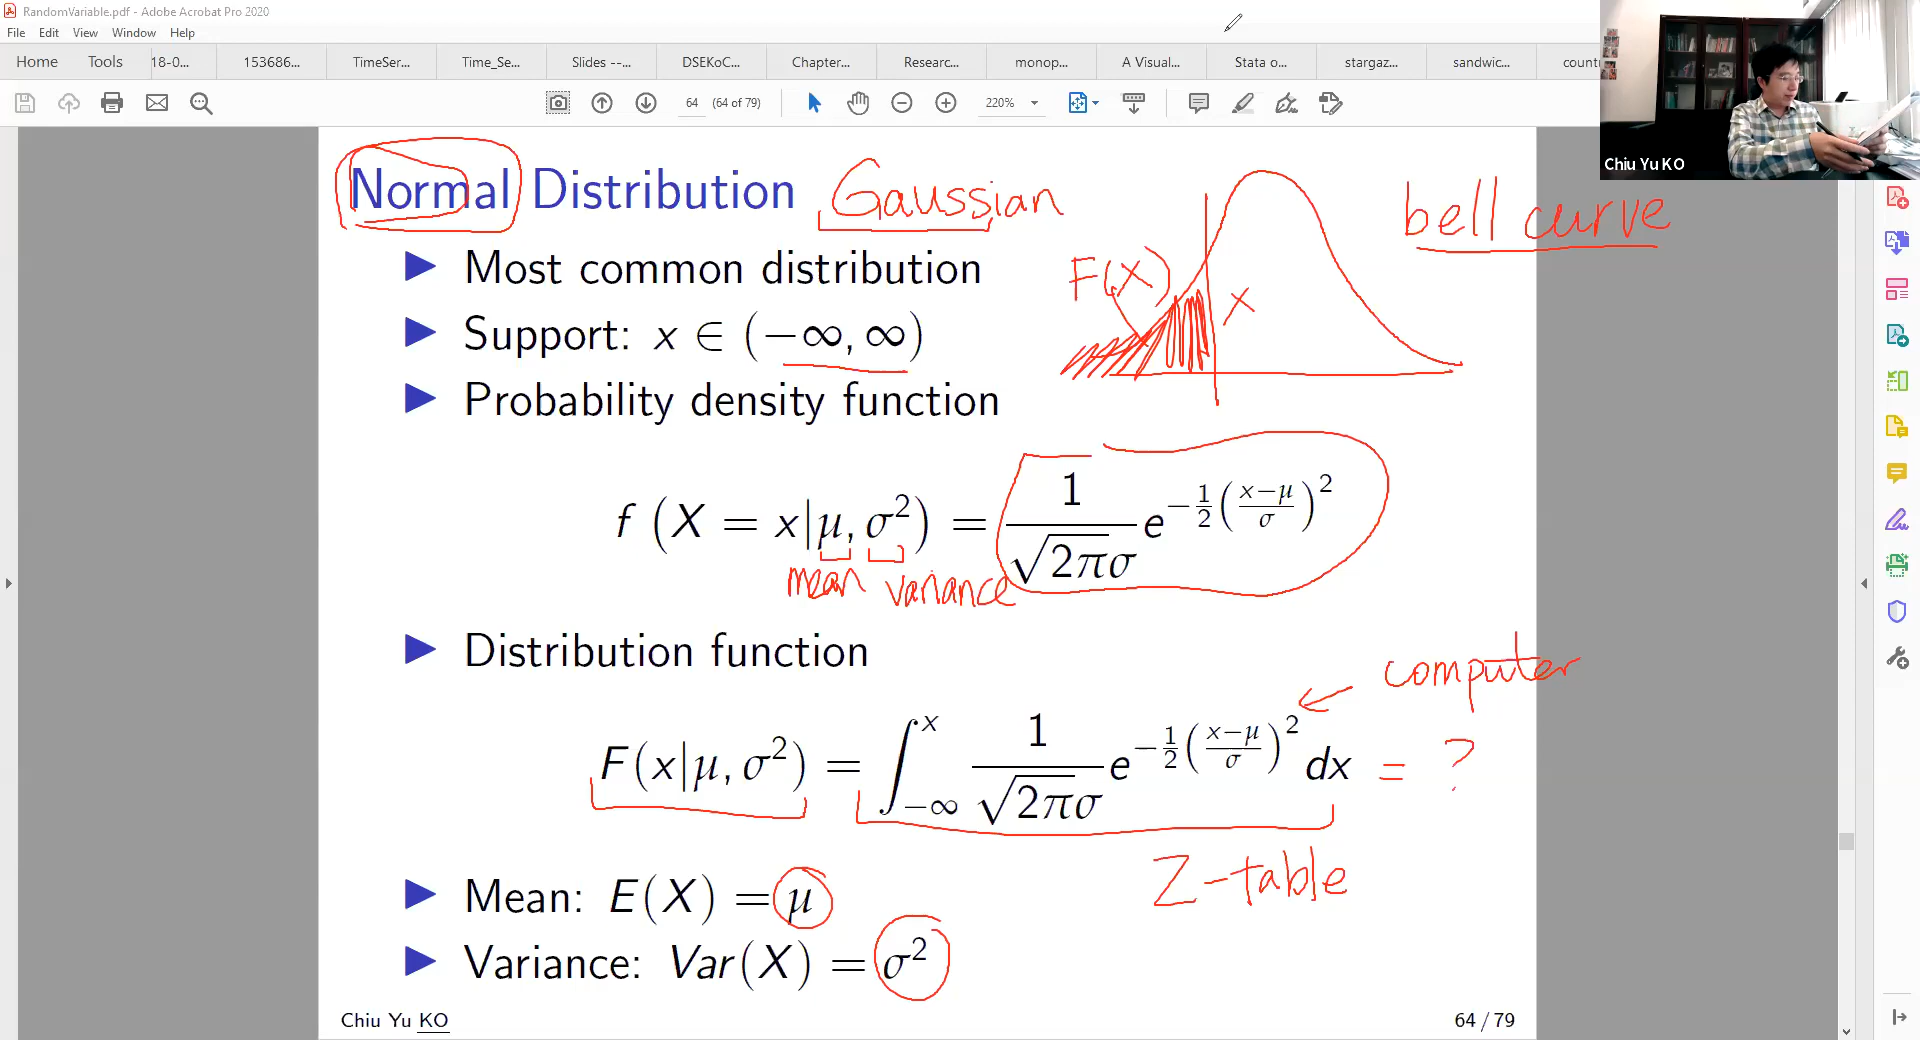 RandomVariable.pdf - Adobe Acrobat Pro 2020
File Edit View Window Help
Home Tools 18-0... 153686... TimeSer... Time_Se... Slides --... DSEKoC... Chapter... Researc... monop... A Visual... Stata o... stargaz... sandwic... count
64 (64 of 79) 220%
Chiu Yu KO
Normal Distribution Gaussian bell curve
▶ Most common distribution
F(x) x
▶ Support: x ∈ (−∞, ∞)
▶ Probability density function
f (X = x|μ, σ²) = 1/√2πσ e^−½((x−μ)/σ)²
mean variance
▶ Distribution function
computer
F(x|μ, σ²) = ∫_−∞^x 1/√2πσ e^−½((x−μ)/σ)² dx = ?
Z-table
▶ Mean: E(X) = μ
▶ Variance: Var(X) = σ²
Chiu Yu KO 64 / 79